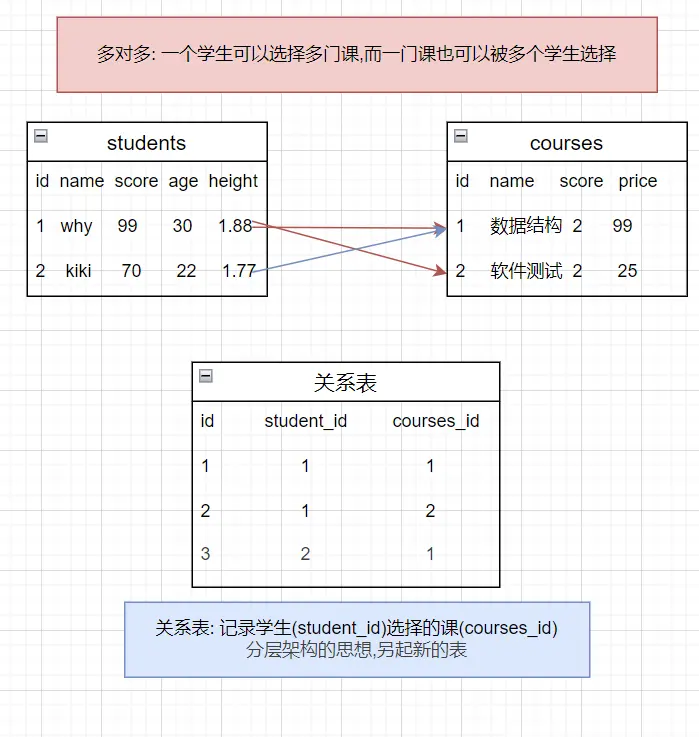 多对多: 一个学生可以选择多门课,而一门课也可以被多个学生选择
students
id name score age height
1 why 99 30 1.88
2 kiki 70 22 1.77
courses
id name score price
1 数据结构 2 99
2 软件测试 2 25
关系表
id student_id courses_id
1 1 1
2 1 2
3 2 1
关系表: 记录学生(student_id)选择的课(courses_id)
分层架构的思想,另起新的表